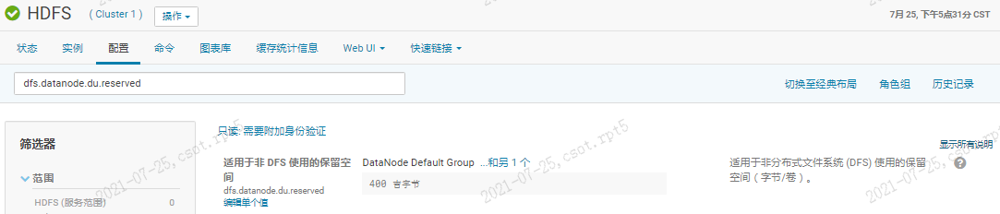 HDFS ( Cluster 1 ) 操作 7月 25, 下午5点31分 CST
状态 实例 配置 命令 图表库 缓存统计信息 Web UI 快速链接
dfs.datanode.du.reserved 切换至经典布局 角色组 历史记录
只读: 需要附加身份验证
筛选器
显示所有说明
适用于非 DFS 使用的保留空 DataNode Default Group ...和另 1 个 适用于非分布式文件系统 (DFS) 使用的保留
间 空间（字节/卷）。
范围
dfs.datanode.du.reserved 400 吉字节
编辑单个值
HDFS (服务范围) 0
2021-07-25,csot.rpt5
2021-07-25,csot.rpt5
2021-07-25,csot.rpt5